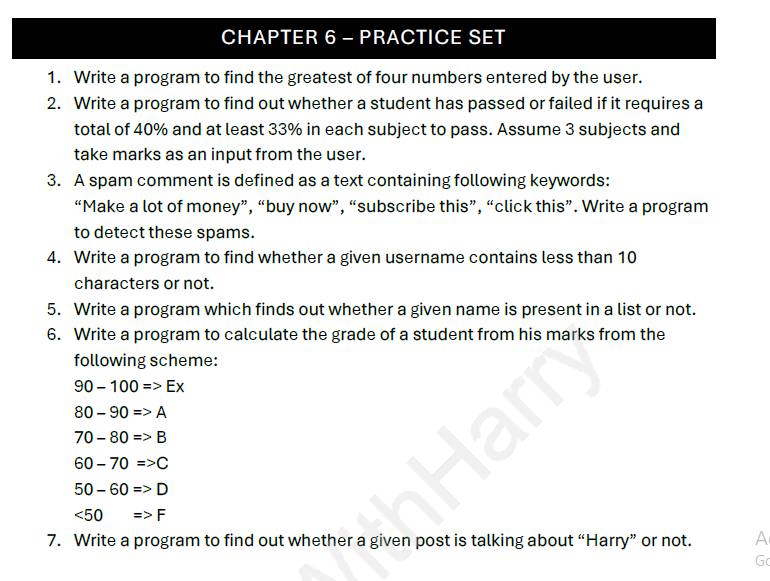 CHAPTER 6 – PRACTICE SET
1. Write a program to find the greatest of four numbers entered by the user.
2. Write a program to find out whether a student has passed or failed if it requires a
total of 40% and at least 33% in each subject to pass. Assume 3 subjects and
take marks as an input from the user.
3. A spam comment is defined as a text containing following keywords:
“Make a lot of money”, “buy now”, “subscribe this”, “click this”. Write a program
to detect these spams.
4. Write a program to find whether a given username contains less than 10
characters or not.
5. Write a program which finds out whether a given name is present in a list or not.
6. Write a program to calculate the grade of a student from his marks from the
following scheme:
90 – 100 => Ex
80 – 90 => A
70 – 80 => B
60 – 70 =>C
50 – 60 => D
<50 => F
7. Write a program to find out whether a given post is talking about “Harry” or not.
WithHarry